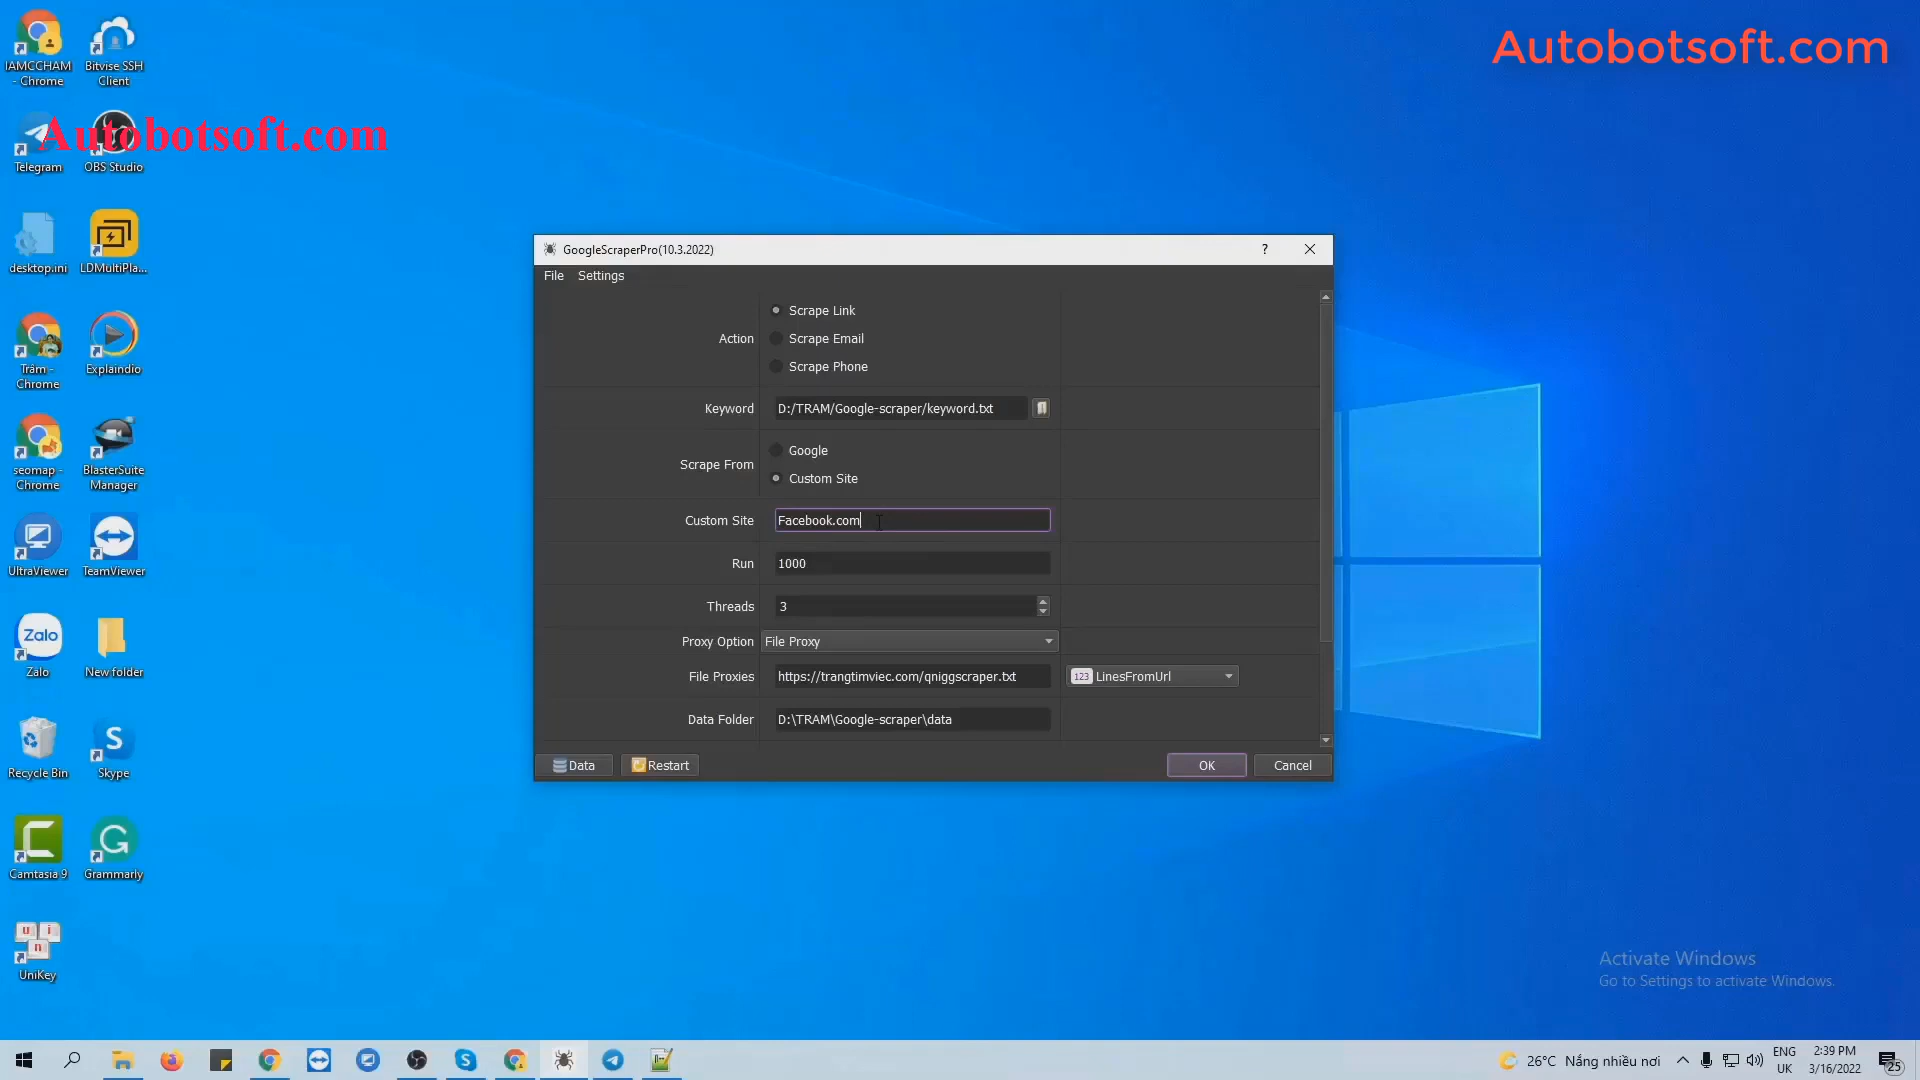 Autobotsoft.com
Autobotsoft.com
IAMCCHAM
- Chrome
Bitvise SSH
Client
Telegram
OBS Studio
desktop.ini
LDMultiPla...
Trâm -
Chrome
Explaindio
seomap -
Chrome
BlasterSuite
Manager
UltraViewer
TeamViewer
Zalo
Zalo
New folder
Recycle Bin
Skype
Camtasia 9
Grammarly
u n i
UniKey
GoogleScraperPro(10.3.2022)
?
File Settings
Action
Scrape Link
Scrape Email
Scrape Phone
Keyword D:/TRAM/Google-scraper/keyword.txt
Scrape From
Google
Custom Site
Custom Site Facebook.com
Run 1000
Threads 3
Proxy Option File Proxy
File Proxies https://trangtimviec.com/qniggscraper.txt 123 LinesFromUrl
Data Folder D:\TRAM\Google-scraper\data
Data Restart OK Cancel
Activate Windows
Go to Settings to activate Windows.
26°C Nắng nhiều nơi
ENG
UK
2:39 PM
3/16/2022
25